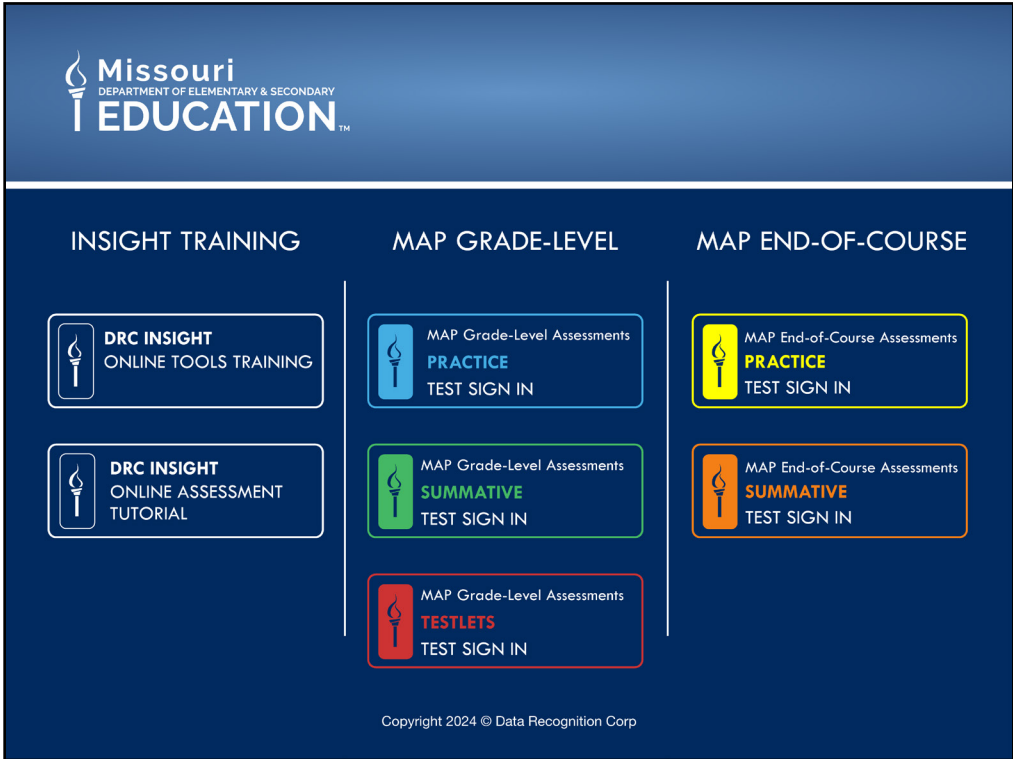 Missouri
DEPARTMENT OF ELEMENTARY & SECONDARY
EDUCATION™
INSIGHT TRAINING
DRC INSIGHT
ONLINE TOOLS TRAINING
DRC INSIGHT
ONLINE ASSESSMENT
TUTORIAL
MAP GRADE-LEVEL
MAP Grade-Level Assessments
PRACTICE
TEST SIGN IN
MAP Grade-Level Assessments
SUMMATIVE
TEST SIGN IN
MAP Grade-Level Assessments
TESTLETS
TEST SIGN IN
MAP END-OF-COURSE
MAP End-of-Course Assessments
PRACTICE
TEST SIGN IN
MAP End-of-Course Assessments
SUMMATIVE
TEST SIGN IN
Copyright 2024 © Data Recognition Corp